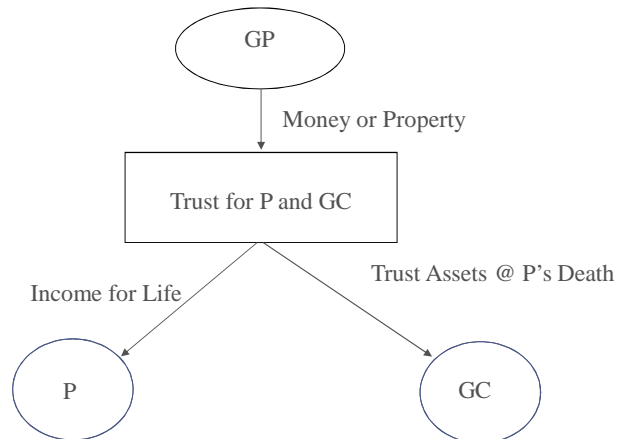 GP
Money or Property
Trust for P and GC
Trust Assets @ P's Death
Income for Life
P
GC